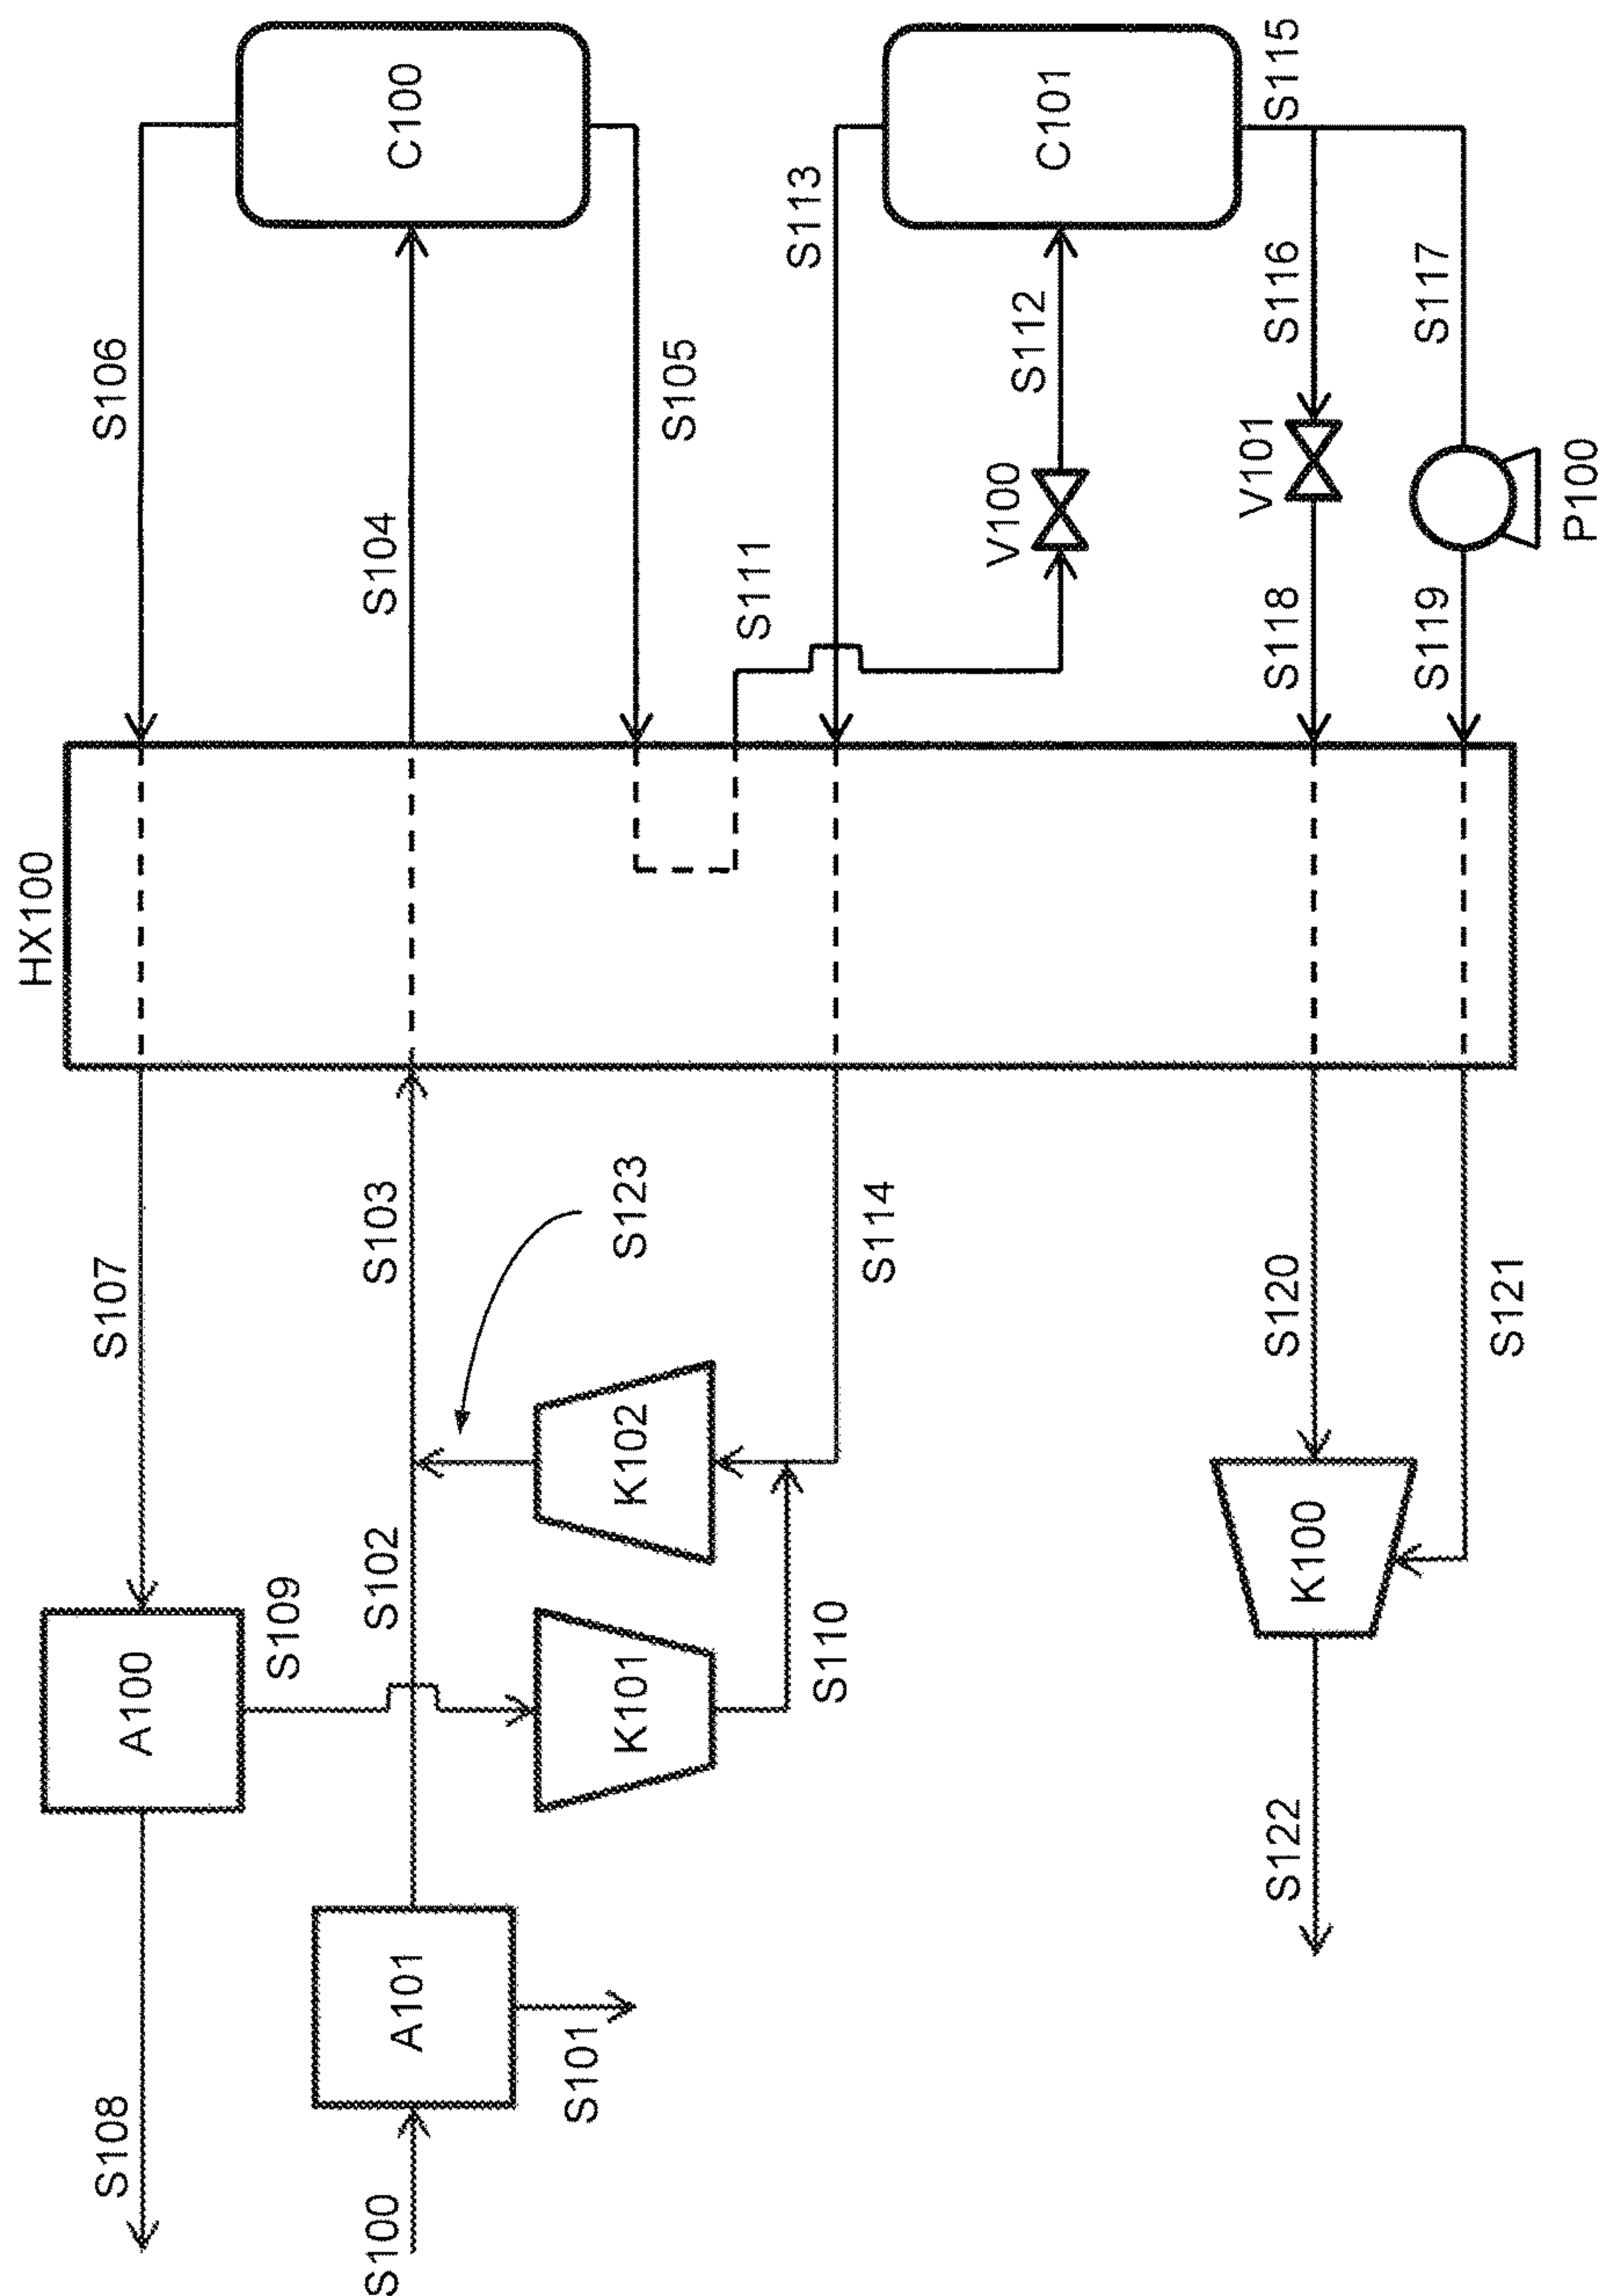 HX100
S106
C100
S104
S105
S107
A100
S108
S109
S103
S102
S123
A101
S100
S101
K101
K102
S110
S114
S111
S113
C101
V100
S112
S115
S116
V101
S118
S117
P100
S119
S120
S121
K100
S122